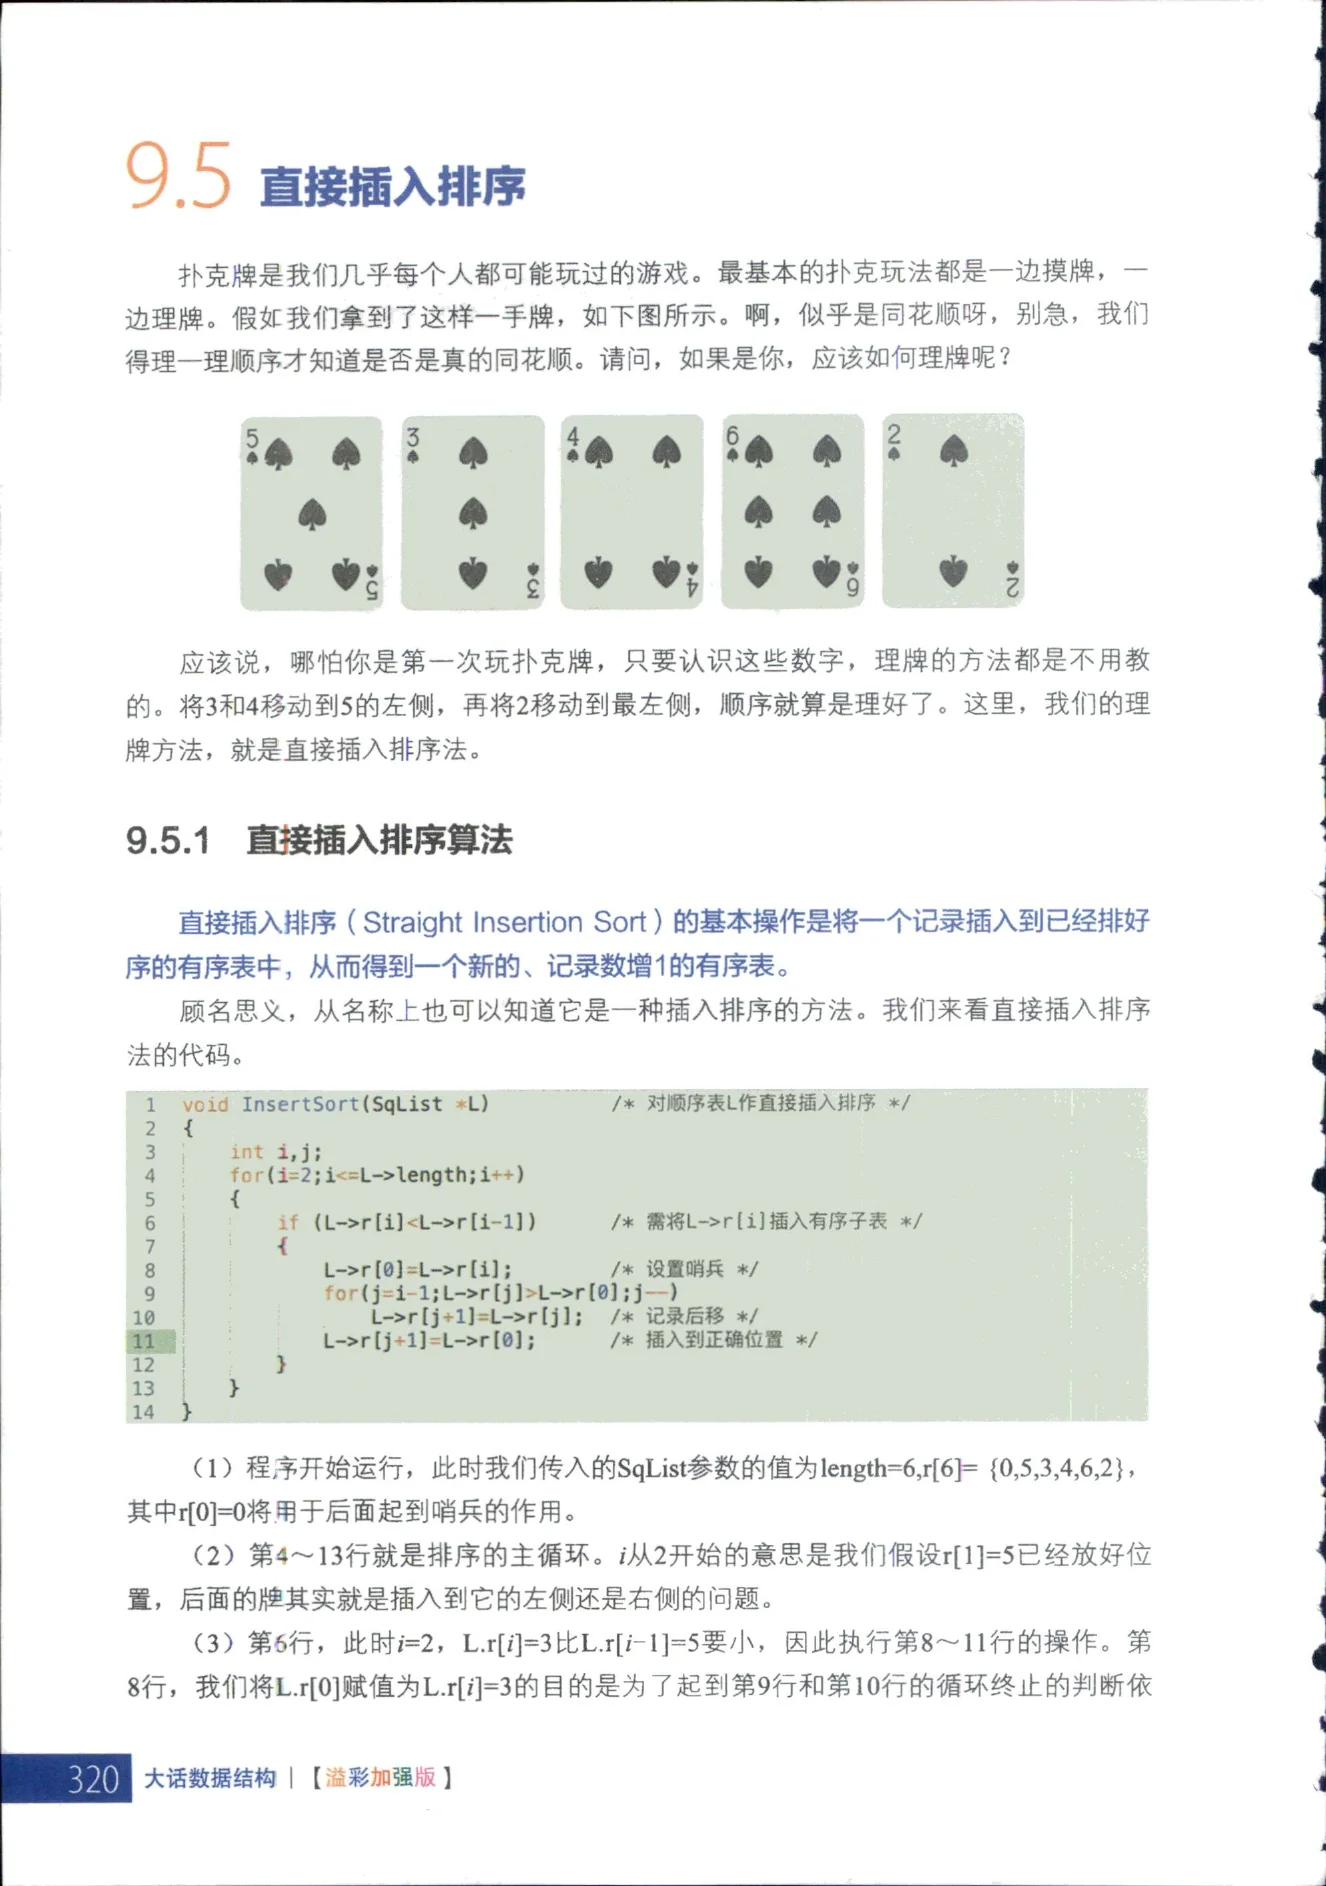 9.5 直接插入排序
扑克牌是我们几乎每个人都可能玩过的游戏。最基本的扑克玩法都是一边摸牌，一
边理牌。假如我们拿到了这样一手牌，如下图所示。啊，似乎是同花顺呀，别急，我们
得理一理顺序才知道是否是真的同花顺。请问，如果是你，应该如何理牌呢？
5 3 4 6 2
5 3 4 6 2
应该说，哪怕你是第一次玩扑克牌，只要认识这些数字，理牌的方法都是不用教
的。将3和4移动到5的左侧，再将2移动到最左侧，顺序就算是理好了。这里，我们的理
牌方法，就是直接插入排序法。
9.5.1 直接插入排序算法
直接插入排序（Straight Insertion Sort）的基本操作是将一个记录插入到已经排好
序的有序表中，从而得到一个新的、记录数增1的有序表。
顾名思义，从名称上也可以知道它是一种插入排序的方法。我们来看直接插入排序
法的代码。
1 void InsertSort(SqList *L) /* 对顺序表L作直接插入排序 */
2 {
3 int i,j;
4 for(i=2;i<=L->length;i++)
5 {
6 if (L->r[i]<L->r[i-1]) /* 需将L->r[i]插入有序子表 */
7 {
8 L->r[0]=L->r[i]; /* 设置哨兵 */
9 for(j=i-1;L->r[j]>L->r[0];j--)
10 L->r[j+1]=L->r[j]; /* 记录后移 */
11 L->r[j+1]=L->r[0]; /* 插入到正确位置 */
12 }
13 }
14 }
（1）程序开始运行，此时我们传入的SqList参数的值为length=6,r[6]= {0,5,3,4,6,2}，
其中r[0]=0将用于后面起到哨兵的作用。
（2）第4～13行就是排序的主循环。i从2开始的意思是我们假设r[1]=5已经放好位
置，后面的牌其实就是插入到它的左侧还是右侧的问题。
（3）第6行，此时i=2，L.r[i]=3比L.r[i-1]=5要小，因此执行第8～11行的操作。第
8行，我们将L.r[0]赋值为L.r[i]=3的目的是为了起到第9行和第10行的循环终止的判断依
320 大话数据结构 | 【溢彩加强版】